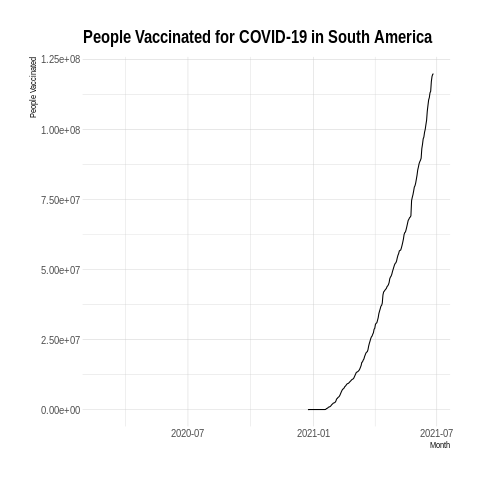 People Vaccinated for COVID-19 in South America
People Vaccinated
1.25e+08
1.00e+08
7.50e+07
5.00e+07
2.50e+07
0.00e+00
2020-07
2021-01
2021-07
Month